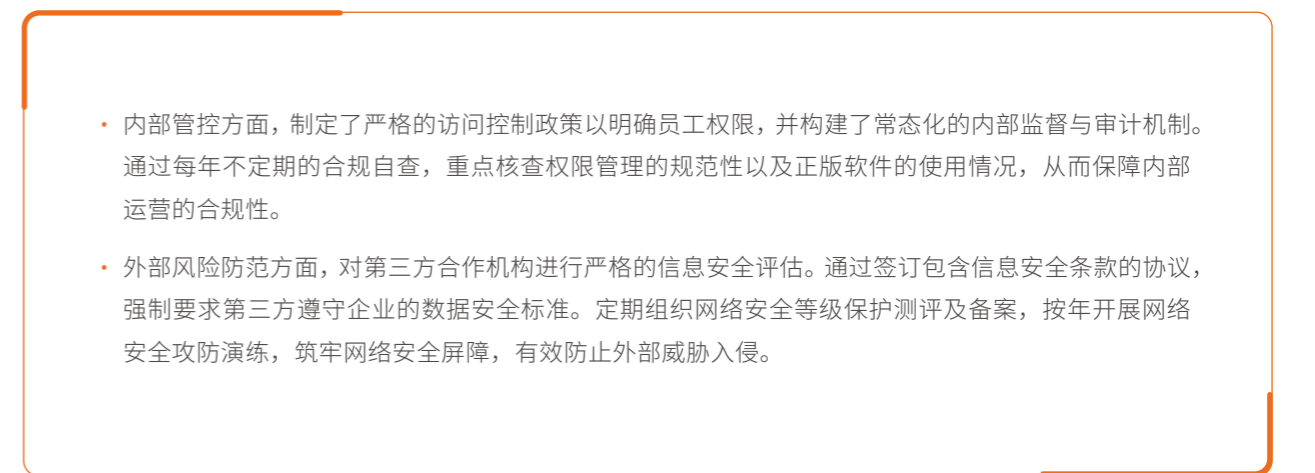 · 内部管控方面，制定了严格的访问控制政策以明确员工权限，并构建了常态化的内部监督与审计机制。
通过每年不定期的合规自查，重点核查权限管理的规范性以及正版软件的使用情况，从而保障内部
运营的合规性。
· 外部风险防范方面，对第三方合作机构进行严格的信息安全评估。通过签订包含信息安全条款的协议，
强制要求第三方遵守企业的数据安全标准。定期组织网络安全等级保护测评及备案，按年开展网络
安全攻防演练，筑牢网络安全屏障，有效防止外部威胁入侵。